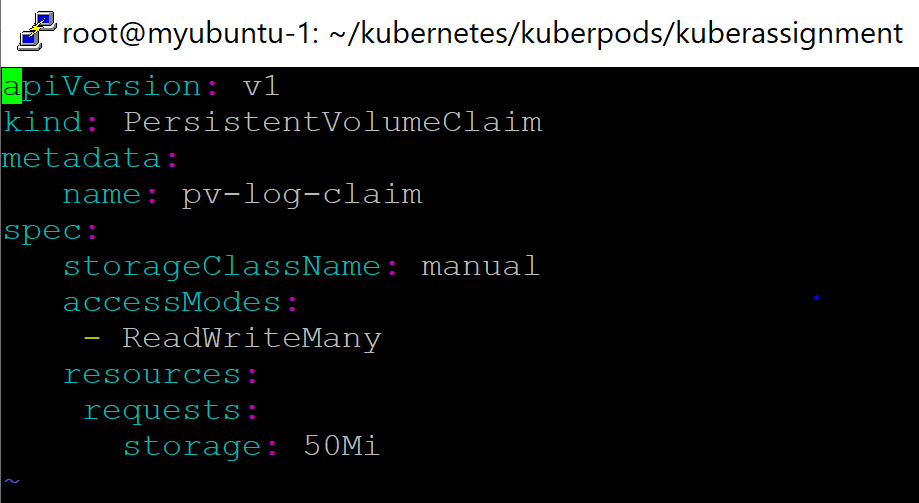 root@myubuntu-1: ~/kubernetes/kuberpods/kuberassignment
apiVersion: v1
kind: PersistentVolumeClaim
metadata:
   name: pv-log-claim
spec:
   storageClassName: manual
   accessModes:
    - ReadWriteMany
   resources:
    requests:
      storage: 50Mi
~